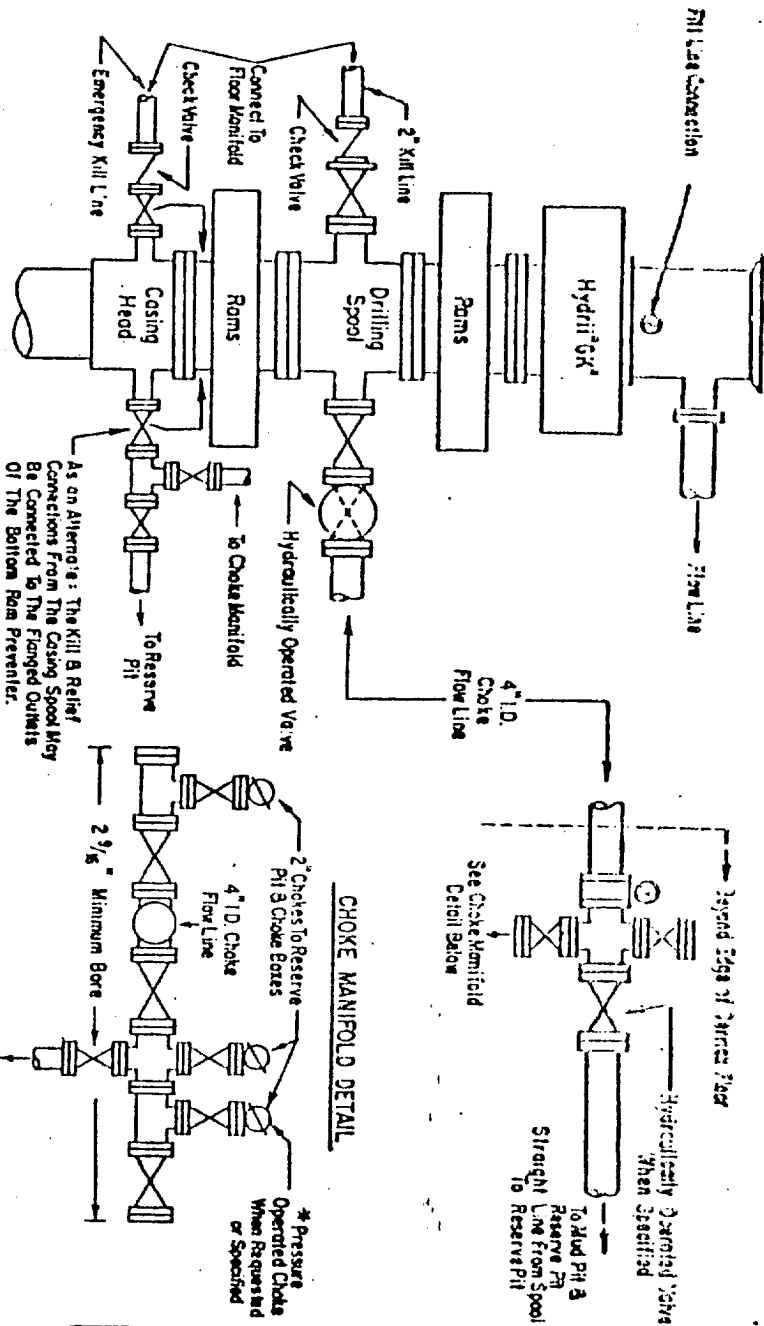 Fill Line Connection
Flow Line
Hydril "GK"
Rams
2" Kill Line
Check Valve
Drilling
Spool
Hydraulically Operated Valve
Connect To
Floor Manifold
Rams
Check Valve
Emergency Kill Line
Casing
Head
To Choke Manifold
To Reserve
Pit
As an Alternate: The Kill & Relief
Connections From The Casing Spool May
Be Connected To The Flanged Outlets
Of The Bottom Ram Preventer.
4" I.D.
Choke
Flow Line
Beyond Edge of Derrick Floor
Hydraulically Operated Valve
When Specified
To Mud Pit &
Reserve Pit
Straight Line From Spool
To Reserve Pit
See Choke Manifold
Detail Below
CHOKE MANIFOLD DETAIL
2" Chokes To Reserve
Pit & Choke Boxes
4" I.D. Choke
Flow Line
* Pressure
Operated Choke
When Requested
or Specified
2 9/16" Minimum Bore